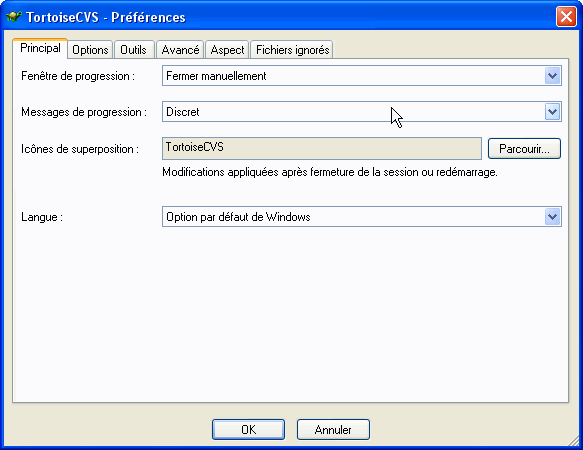 TortoiseCVS - Préférences
Principal Options Outils Avancé Aspect Fichiers ignorés
Fenêtre de progression : Fermer manuellement
Messages de progression : Discret
Icônes de superposition : TortoiseCVS Parcourir...
Modifications appliquées après fermeture de la session ou redémarrage.
Langue : Option par défaut de Windows
OK Annuler